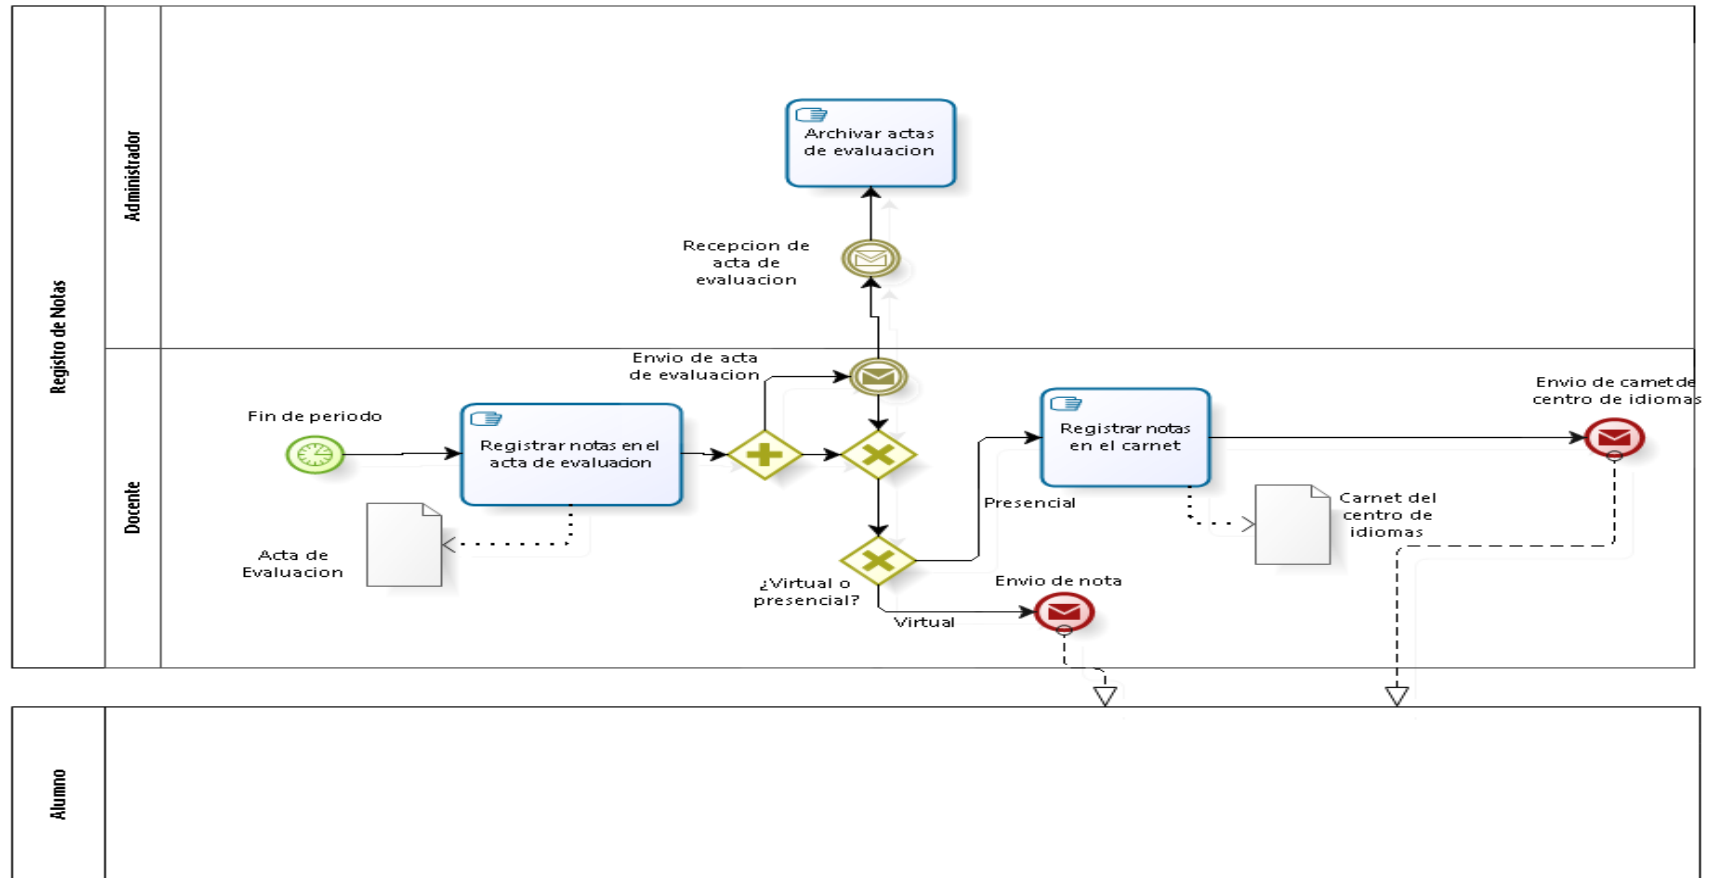 Registro de Notas
Administrador
Archivar actas
de evaluacion
Recepcion de
acta de
evaluacion
Docente
Envio de acta
de evaluacion
Fin de periodo
Registrar notas en el
acta de evaluacion
Acta de
Evaluacion
¿Virtual o
presencial?
Presencial
Virtual
Registrar notas
en el carnet
Carnet del
centro de
idiomas
Envio de nota
Envio de carnet de
centro de idiomas
Alumno